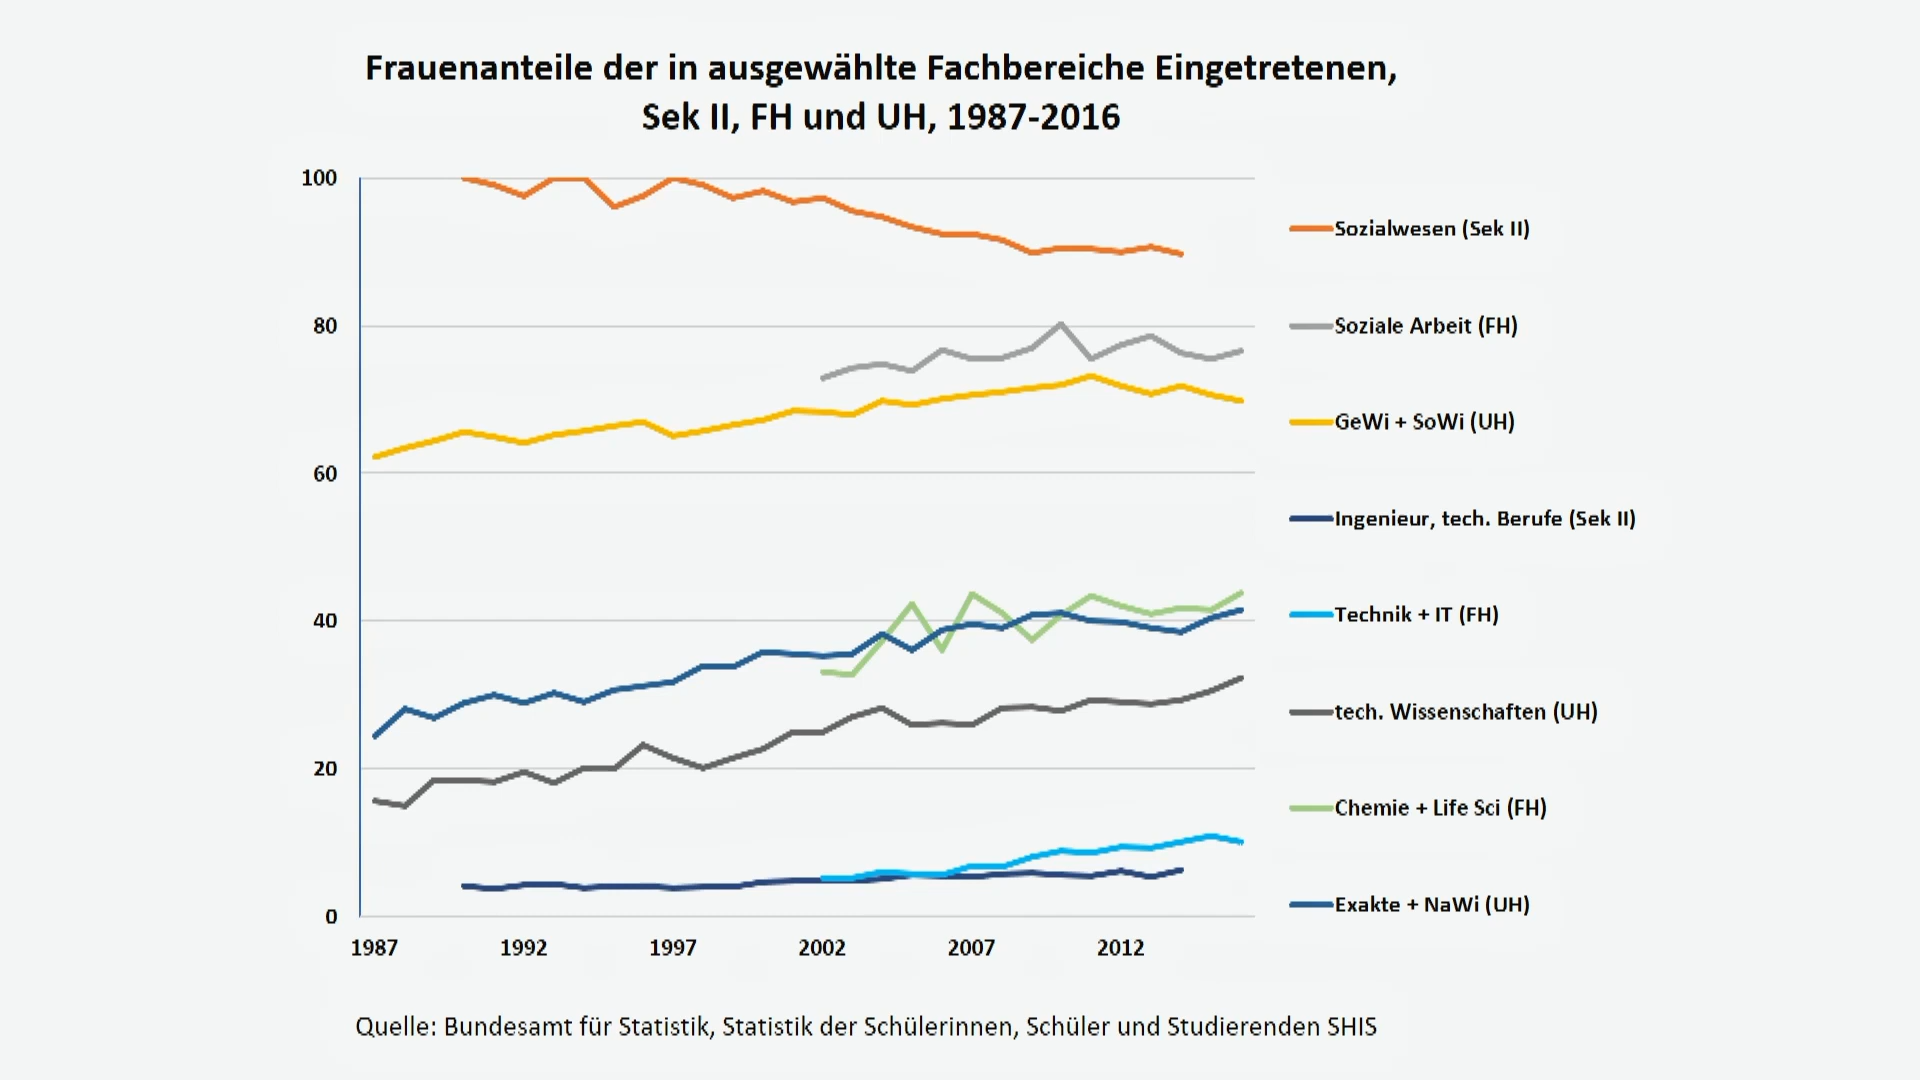 Frauenanteile der in ausgewählte Fachbereiche Eingetretenen,
Sek II, FH und UH, 1987-2016
100
80
60
40
20
0
1987 1992 1997 2002 2007 2012
Sozialwesen (Sek II)
Soziale Arbeit (FH)
GeWi + SoWi (UH)
Ingenieur, tech. Berufe (Sek II)
Technik + IT (FH)
tech. Wissenschaften (UH)
Chemie + Life Sci (FH)
Exakte + NaWi (UH)
Quelle: Bundesamt für Statistik, Statistik der Schülerinnen, Schüler und Studierenden SHIS